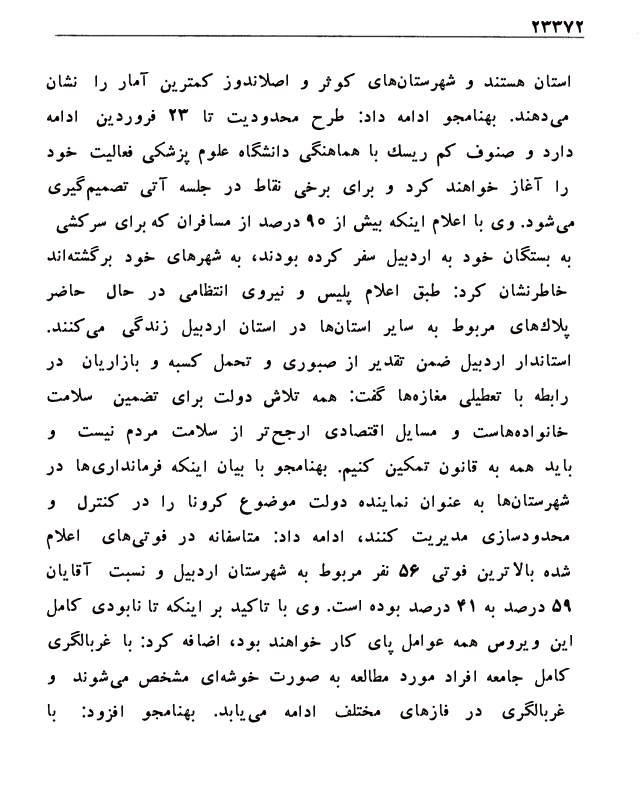 ۲۳۳۷۲
استان هستند و شهرستان‌های کوثر و اصلاندوز کمترین آمار را نشان
می‌دهند. بهنامجو ادامه داد: طرح محدودیت تا ۲۳ فروردین ادامه
دارد و صنوف کم ریسك با هماهنگی دانشگاه علوم پزشکی فعالیت خود
را آغاز خواهند کرد و برای برخی نقاط در جلسه آتی تصمیم‌گیری
می‌شود. وی با اعلام اینکه بیش از ۹۰ درصد از مسافران که برای سرکشی
به بستگان خود به اردبیل سفر کرده بودند، به شهرهای خود برگشته‌اند
خاطرنشان کرد: طبق اعلام پلیس و نیروی انتظامی در حال حاضر
پلاك‌های مربوط به سایر استان‌ها در استان اردبیل زندگی می‌کنند.
استاندار اردبیل ضمن تقدیر از صبوری و تحمل کسبه و بازاریان در
رابطه با تعطیلی مغازه‌ها گفت: همه تلاش دولت برای تضمین سلامت
خانواده‌هاست و مسایل اقتصادی ارجح‌تر از سلامت مردم نیست و
باید همه به قانون تمکین کنیم. بهنامجو با بیان اینکه فرمانداری‌ها در
شهرستان‌ها به عنوان نماینده دولت موضوع کرونا را در کنترل و
محدودسازی مدیریت کنند، ادامه داد: متاسفانه در فوتی‌های اعلام
شده بالاترین فوتی ۵۶ نفر مربوط به شهرستان اردبیل و نسبت آقایان
۵۹ درصد به ۴۱ درصد بوده است. وی با تاکید بر اینکه تا نابودی کامل
این ویروس همه عوامل پای کار خواهند بود، اضافه کرد: با غربالگری
کامل جامعه افراد مورد مطالعه به صورت خوشه‌ای مشخص می‌شوند و
غربالگری در فازهای مختلف ادامه می‌یابد. بهنامجو افزود: با